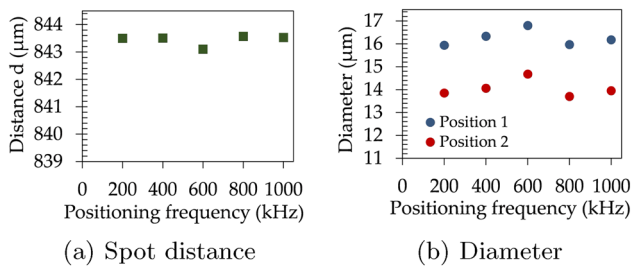 Distance d (μm)
844
843
842
841
840
839
0 200 400 600 800 1000
Positioning frequency (kHz)
(a) Spot distance
Diameter (μm)
17
16
15
14
13
12
11
Position 1
Position 2
0 200 400 600 800 1000
Positioning frequency (kHz)
(b) Diameter